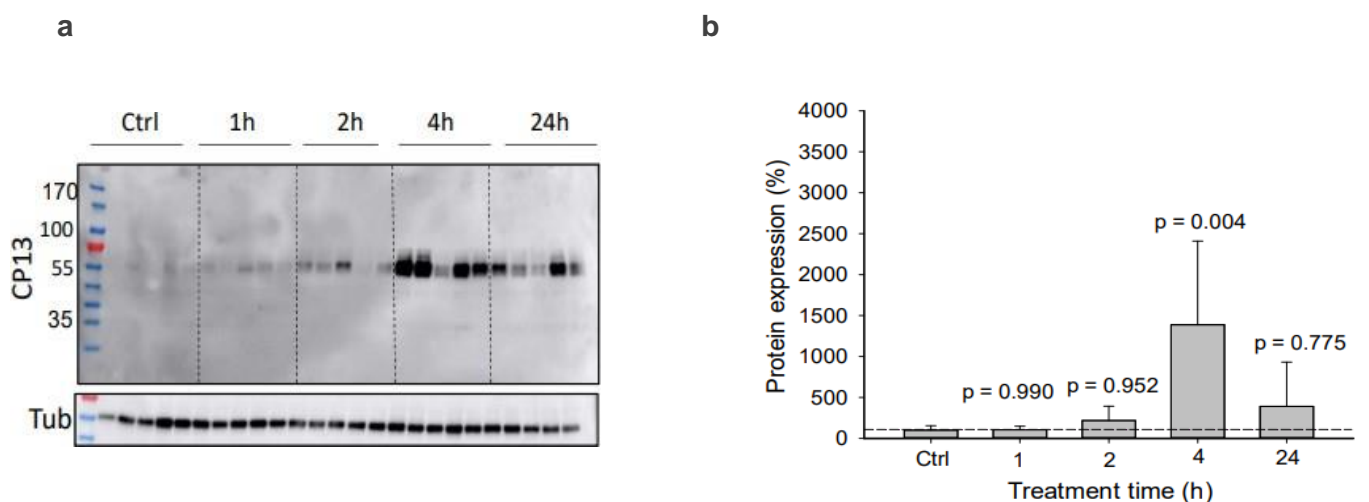 a
Ctrl 1h 2h 4h 24h
CP13
170
100
55
35
Tub
b
Protein expression (%)
4000
3500
3000
2500
2000
1500
1000
500
0
p = 0.990
p = 0.952
p = 0.004
p = 0.775
Ctrl 1 2 4 24
Treatment time (h)